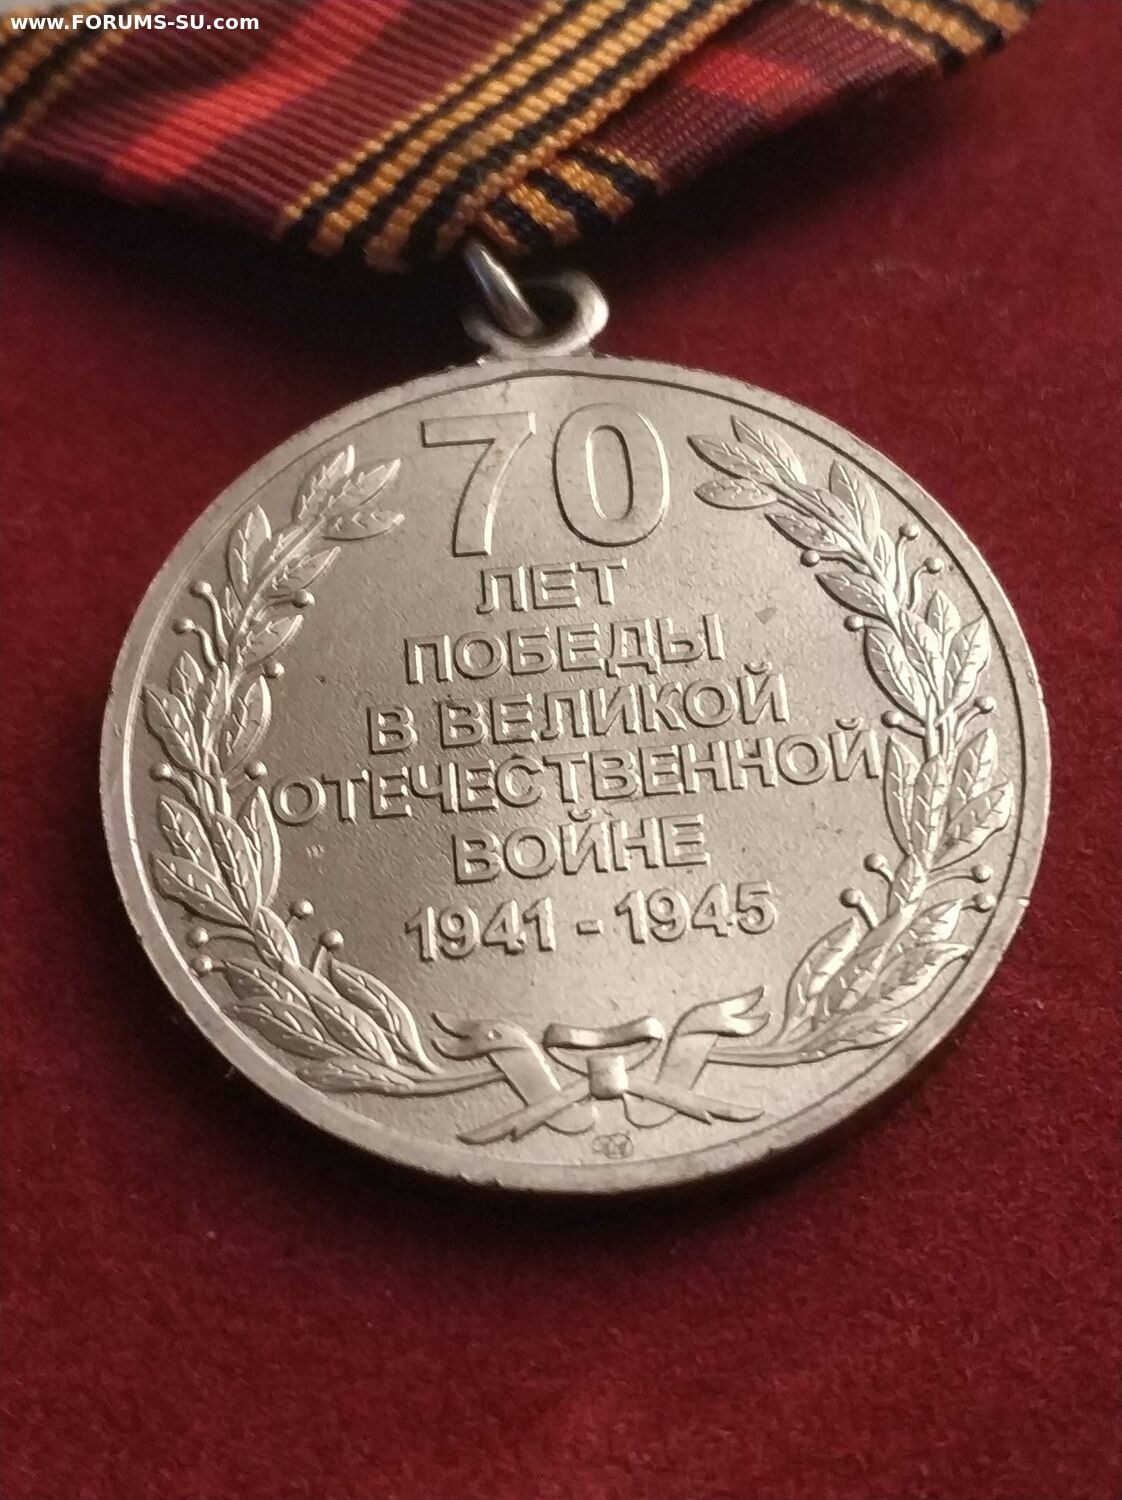 www.FORUMS-SU.com
70
ЛЕТ
ПОБЕДЫ
В ВЕЛИКОЙ
ОТЕЧЕСТВЕННОЙ
ВОЙНЕ
1941 - 1945